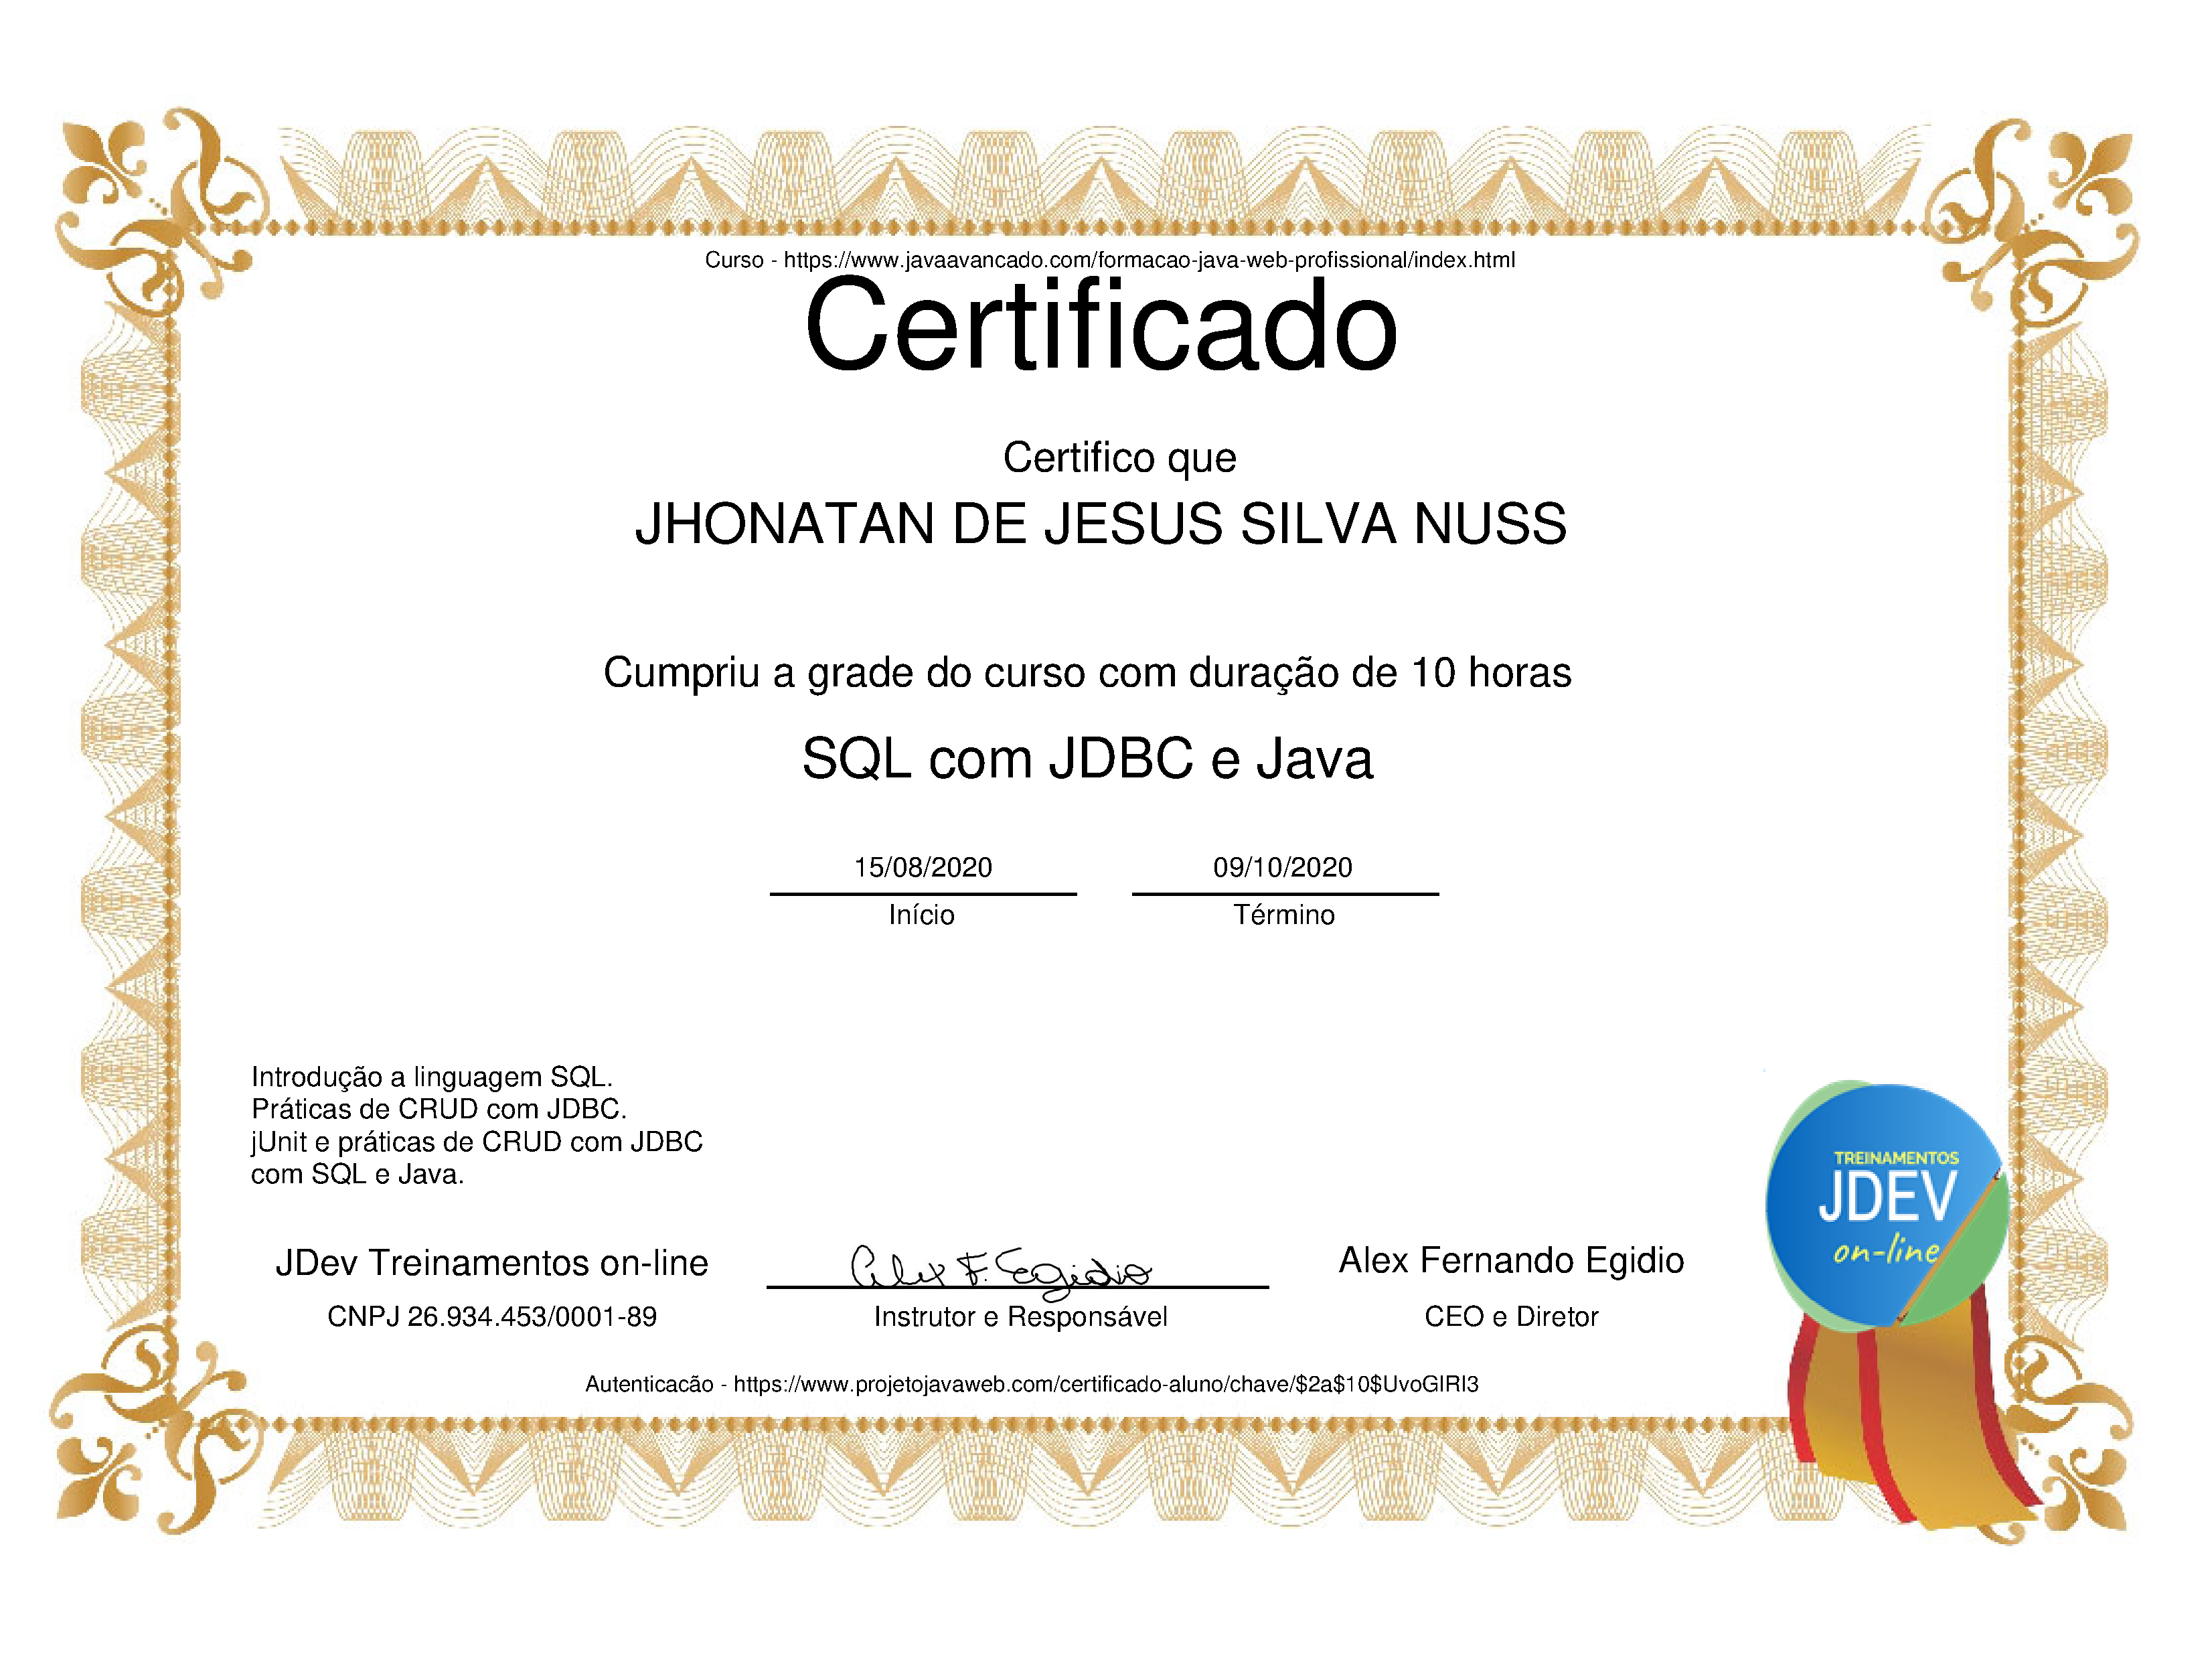 Curso - https://www.javaavancado.com/formacao-java-web-profissional/index.html
Certificado
Certifico que
JHONATAN DE JESUS SILVA NUSS
Cumpriu a grade do curso com duração de 10 horas
SQL com JDBC e Java
15/08/2020 09/10/2020
Início Término
Introdução a linguagem SQL.
Práticas de CRUD com JDBC.
jUnit e práticas de CRUD com JDBC
com SQL e Java.
TREINAMENTOS
JDEV
on-line
JDev Treinamentos on-line Alex F. Egidio Alex Fernando Egidio
CNPJ 26.934.453/0001-89 Instrutor e Responsável CEO e Diretor
Autenticacão - https://www.projetojavaweb.com/certificado-aluno/chave/$2a$10$UvoGIRI3